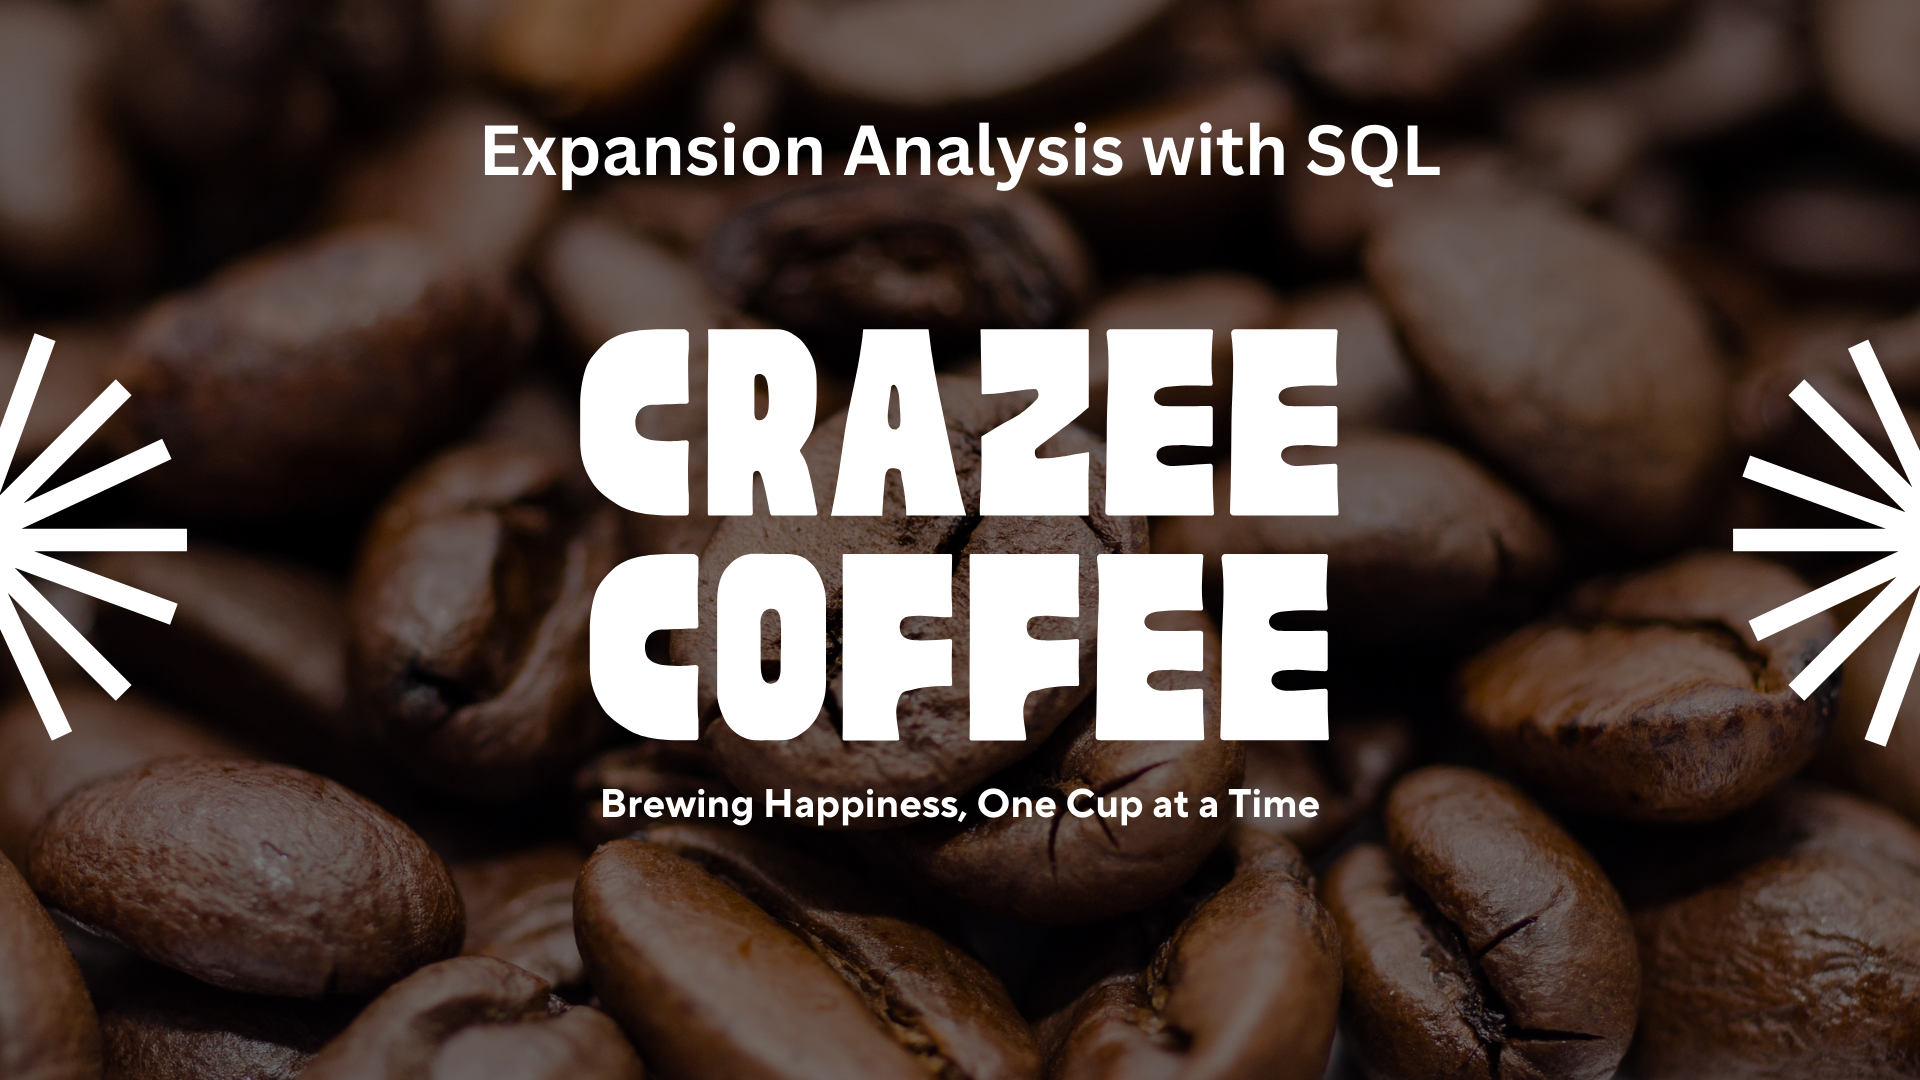 Expansion Analysis with SQL
CRAZEE
COFFEE
Brewing Happiness, One Cup at a Time